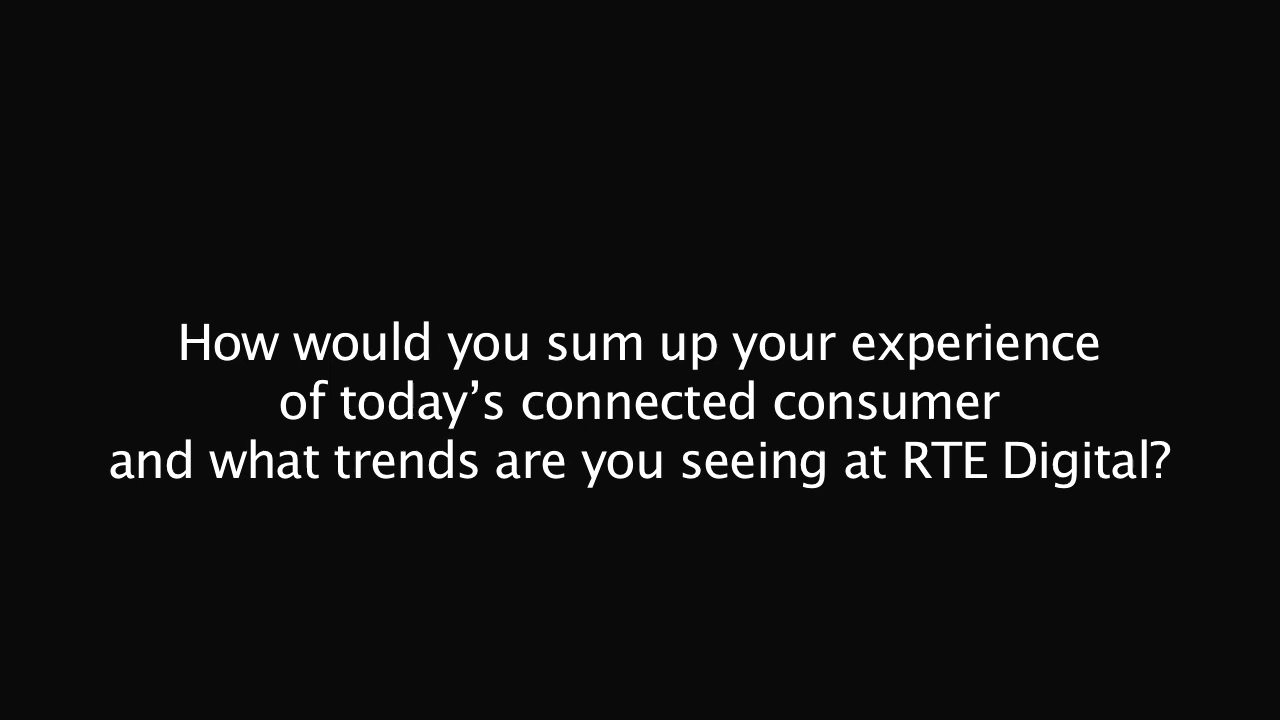 How would you sum up your experience
of today’s connected consumer
and what trends are you seeing at RTE Digital?